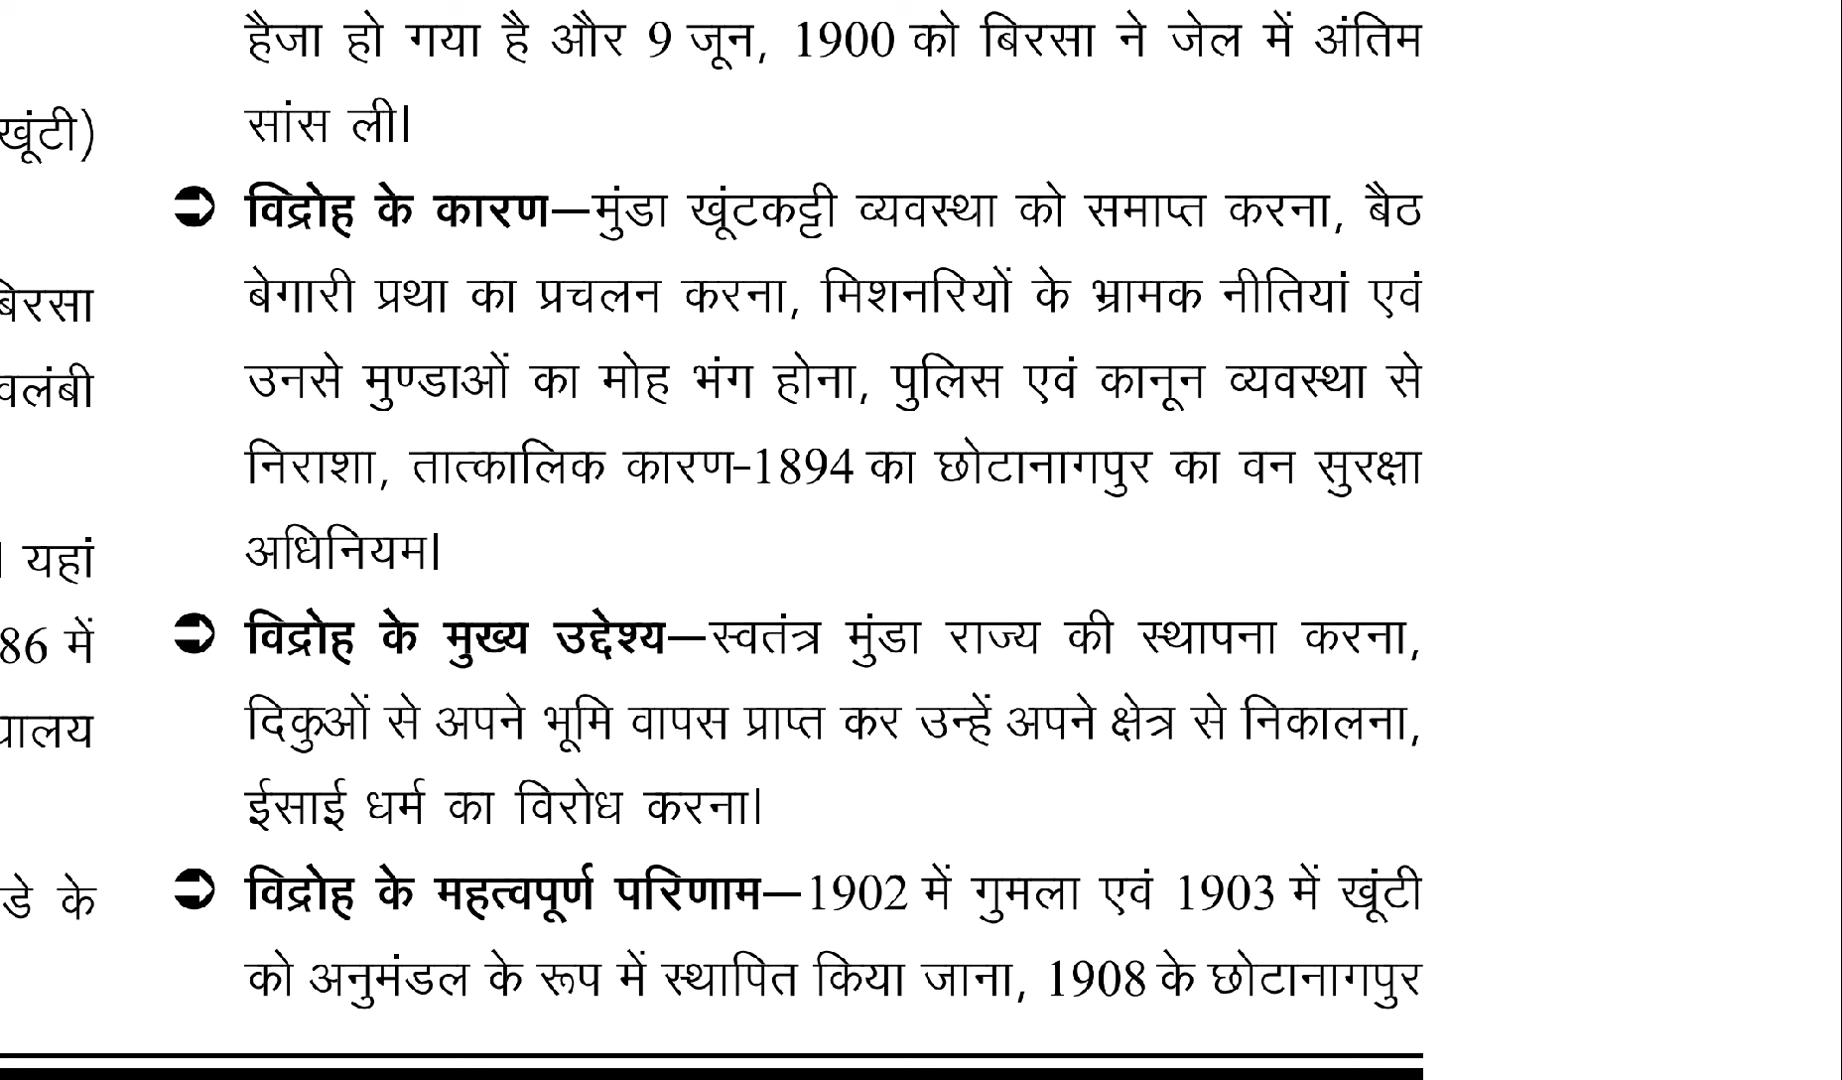 खूंटी)
बिरसा
वलंबी
। यहां
86 में
यालय
डे के
हैजा हो गया है और 9 जून, 1900 को बिरसा ने जेल में अंतिम
सांस ली।
➲ विद्रोह के कारण—मुंडा खूंटकट्टी व्यवस्था को समाप्त करना, बैठ
बेगारी प्रथा का प्रचलन करना, मिशनरियों के भ्रामक नीतियां एवं
उनसे मुण्डाओं का मोह भंग होना, पुलिस एवं कानून व्यवस्था से
निराशा, तात्कालिक कारण-1894 का छोटानागपुर का वन सुरक्षा
अधिनियम।
➲ विद्रोह के मुख्य उद्देश्य—स्वतंत्र मुंडा राज्य की स्थापना करना,
दिकुओं से अपने भूमि वापस प्राप्त कर उन्हें अपने क्षेत्र से निकालना,
ईसाई धर्म का विरोध करना।
➲ विद्रोह के महत्वपूर्ण परिणाम—1902 में गुमला एवं 1903 में खूंटी
को अनुमंडल के रूप में स्थापित किया जाना, 1908 के छोटानागपुर